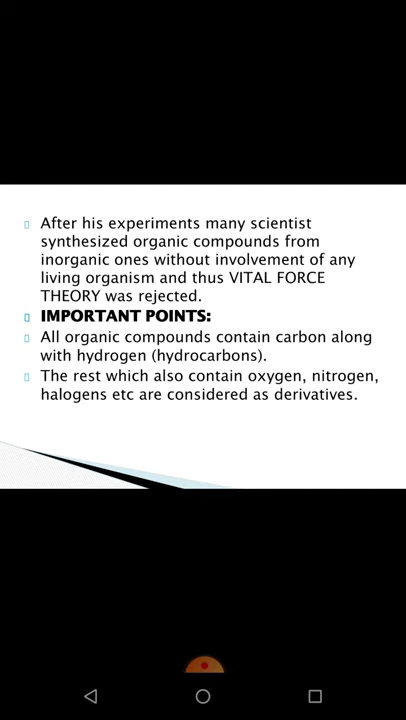 After his experiments many scientist
synthesized organic compounds from
inorganic ones without involvement of any
living organism and thus VITAL FORCE
THEORY was rejected.
IMPORTANT POINTS:
All organic compounds contain carbon along
with hydrogen (hydrocarbons).
The rest which also contain oxygen, nitrogen,
halogens etc are considered as derivatives.